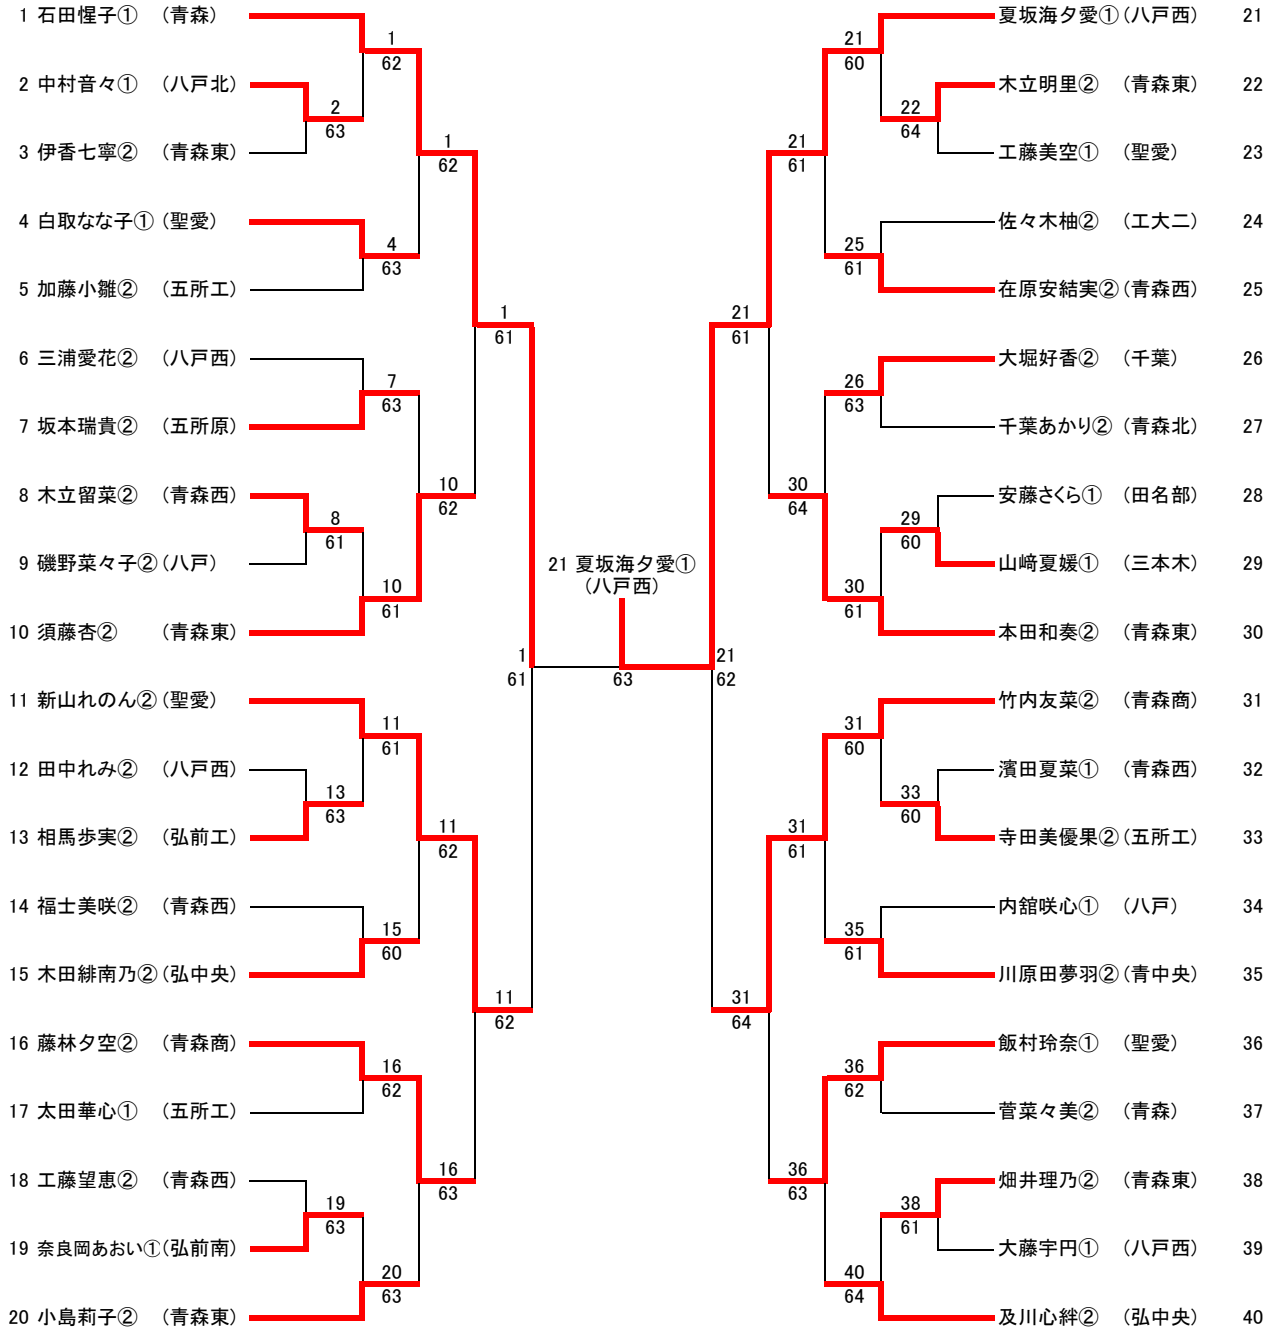 1 石田惺子① (青森)
2 中村音々① (八戸北)
3 伊香七寧② (青森東)
4 白取なな子① (聖愛)
5 加藤小雛② (五所工)
6 三浦愛花② (八戸西)
7 坂本瑞貴② (五所原)
8 木立留菜② (青森西)
9 磯野菜々子② (八戸)
10 須藤杏② (青森東)
11 新山れのん② (聖愛)
12 田中れみ② (八戸西)
13 相馬歩実② (弘前工)
14 福士美咲② (青森西)
15 木田緋南乃② (弘中央)
16 藤林夕空② (青森商)
17 太田華心① (五所工)
18 工藤望恵② (青森西)
19 奈良岡あおい① (弘前南)
20 小島莉子② (青森東)
2
63
8
61
13
63
19
63
1
62
4
63
7
63
10
61
11
61
15
60
16
62
20
63
1
62
10
62
11
62
16
63
1
61
11
62
1
61
21 夏坂海夕愛①
(八戸西)
63
21
62
21
61
31
64
21
61
30
64
31
61
36
63
21
60
25
61
26
63
30
61
31
60
35
61
36
62
40
64
22
64
29
60
33
60
38
61
夏坂海夕愛① (八戸西) 21
木立明里② (青森東) 22
工藤美空① (聖愛) 23
佐々木柚② (工大二) 24
在原安結実② (青森西) 25
大堀好香② (千葉) 26
千葉あかり② (青森北) 27
安藤さくら① (田名部) 28
山﨑夏媛① (三本木) 29
本田和奏② (青森東) 30
竹内友菜② (青森商) 31
濱田夏菜① (青森西) 32
寺田美優果② (五所工) 33
内舘咲心① (八戸) 34
川原田夢羽② (青中央) 35
飯村玲奈① (聖愛) 36
菅菜々美② (青森) 37
畑井理乃② (青森東) 38
大藤宇円① (八戸西) 39
及川心絆② (弘中央) 40